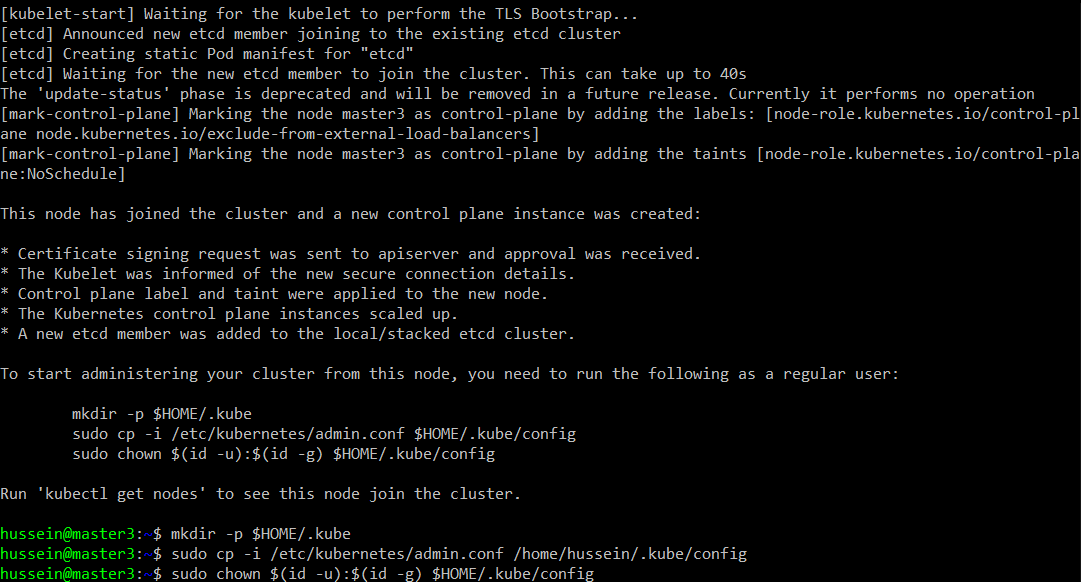 [kubelet-start] Waiting for the kubelet to perform the TLS Bootstrap...
[etcd] Announced new etcd member joining to the existing etcd cluster
[etcd] Creating static Pod manifest for "etcd"
[etcd] Waiting for the new etcd member to join the cluster. This can take up to 40s
The 'update-status' phase is deprecated and will be removed in a future release. Currently it performs no operation
[mark-control-plane] Marking the node master3 as control-plane by adding the labels: [node-role.kubernetes.io/control-pl
ane node.kubernetes.io/exclude-from-external-load-balancers]
[mark-control-plane] Marking the node master3 as control-plane by adding the taints [node-role.kubernetes.io/control-pla
ne:NoSchedule]

This node has joined the cluster and a new control plane instance was created:

* Certificate signing request was sent to apiserver and approval was received.
* The Kubelet was informed of the new secure connection details.
* Control plane label and taint were applied to the new node.
* The Kubernetes control plane instances scaled up.
* A new etcd member was added to the local/stacked etcd cluster.

To start administering your cluster from this node, you need to run the following as a regular user:

        mkdir -p $HOME/.kube
        sudo cp -i /etc/kubernetes/admin.conf $HOME/.kube/config
        sudo chown $(id -u):$(id -g) $HOME/.kube/config

Run 'kubectl get nodes' to see this node join the cluster.

hussein@master3:~$ mkdir -p $HOME/.kube
hussein@master3:~$ sudo cp -i /etc/kubernetes/admin.conf /home/hussein/.kube/config
hussein@master3:~$ sudo chown $(id -u):$(id -g) $HOME/.kube/config